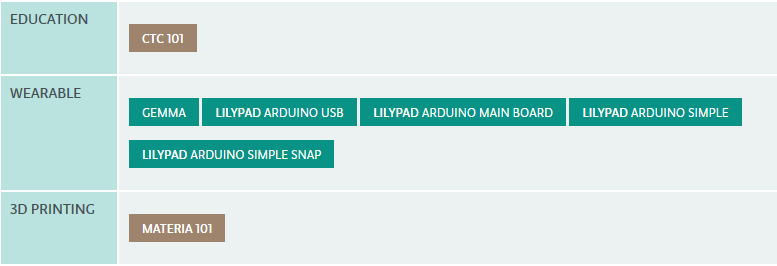 EDUCATION
CTC 101
WEARABLE
GEMMA LILYPAD ARDUINO USB LILYPAD ARDUINO MAIN BOARD LILYPAD ARDUINO SIMPLE
LILYPAD ARDUINO SIMPLE SNAP
3D PRINTING
MATERIA 101